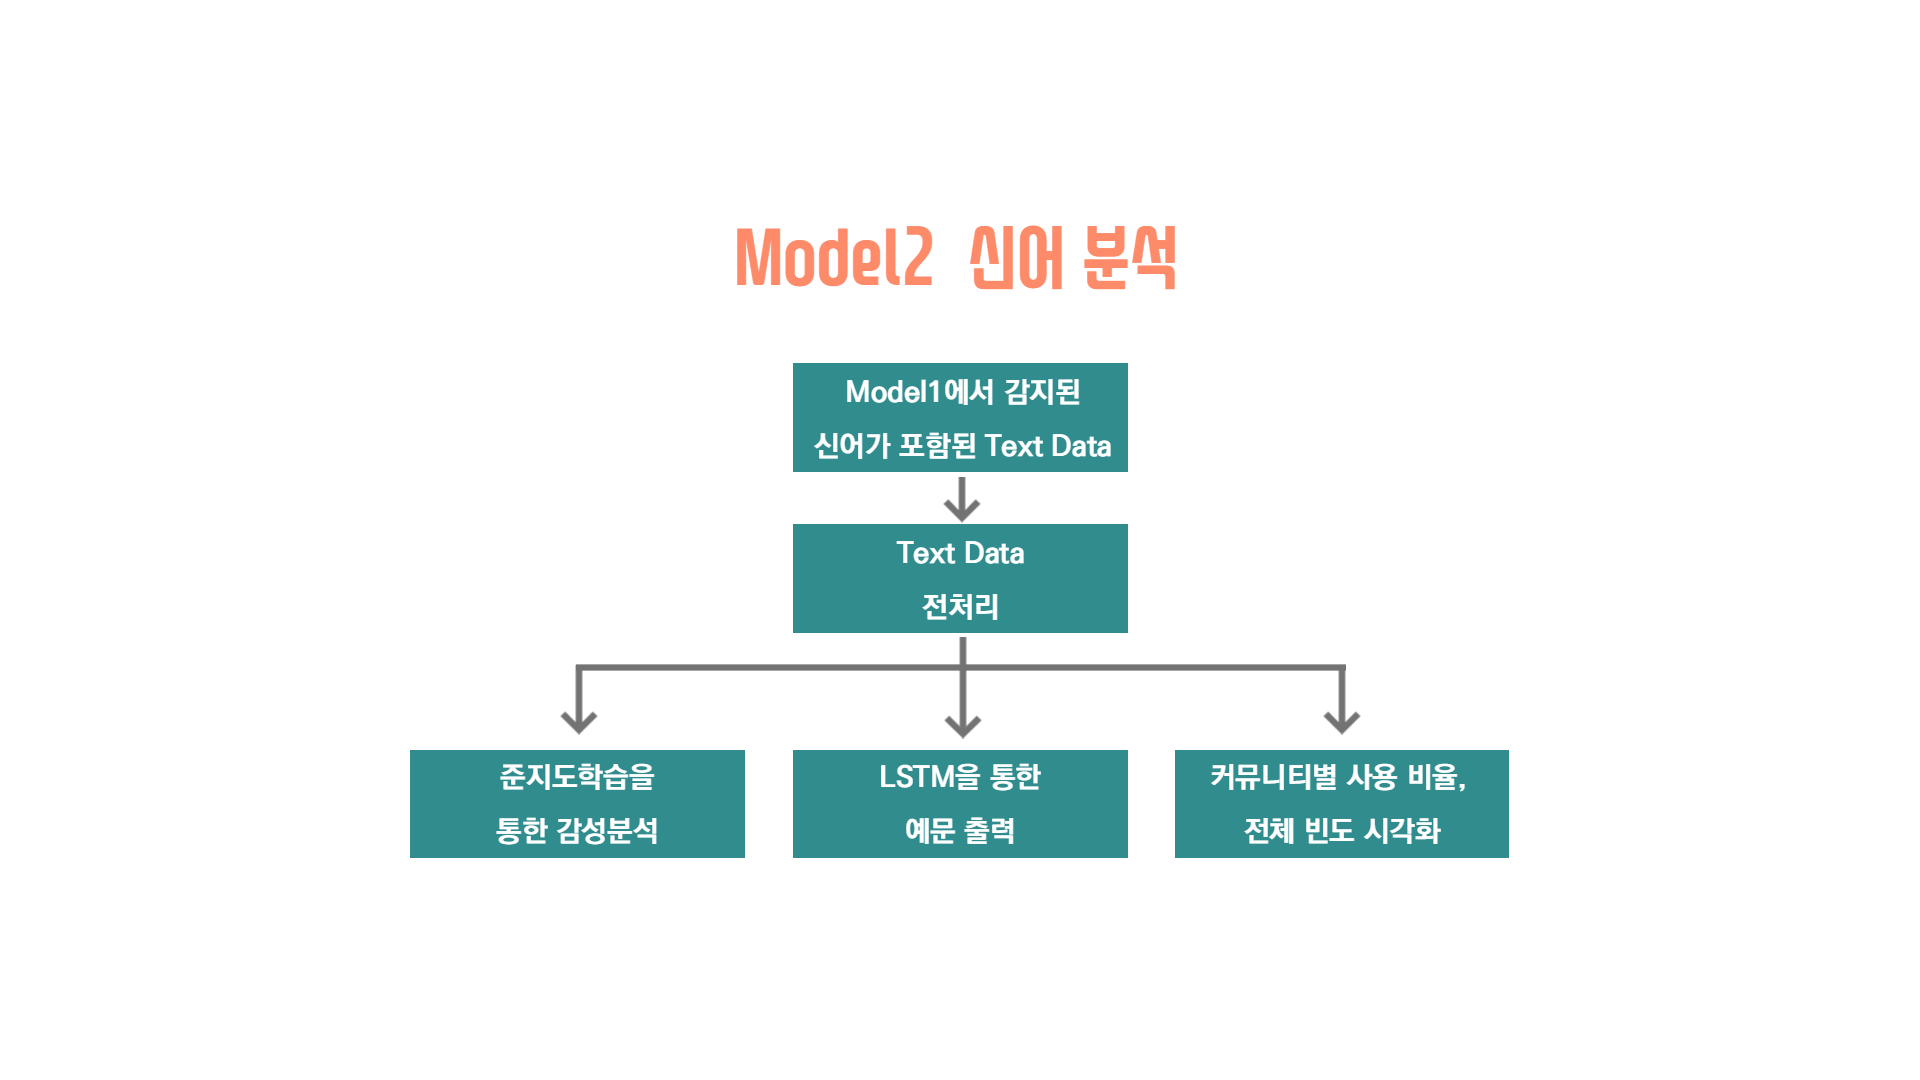 Model2 신어 분석
Model1에서 감지된
신어가 포함된 Text Data
Text Data
전처리
준지도학습을
통한 감성분석
LSTM을 통한
예문 출력
커뮤니티별 사용 비율,
전체 빈도 시각화